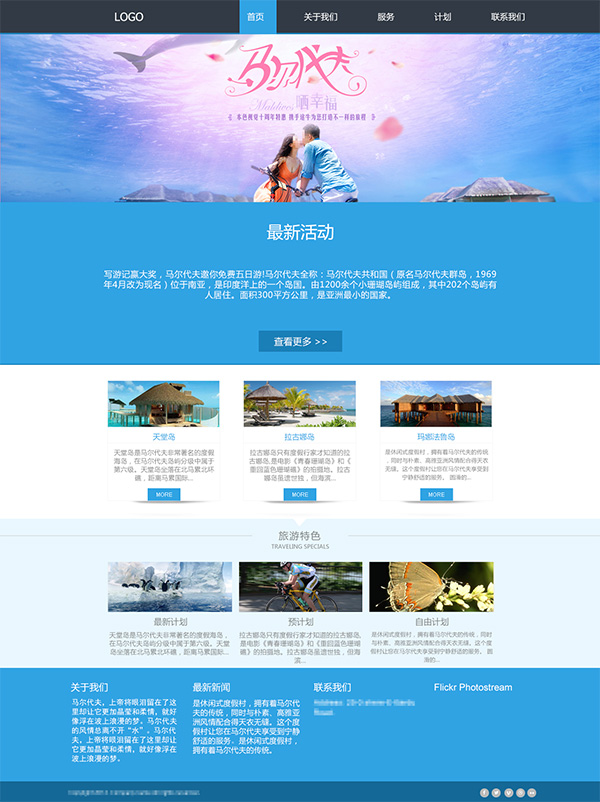 LOGO 首页 关于我们 服务 计划 联系我们
马尔代夫
Maldives 晒幸福
最新活动
写游记赢大奖，马尔代夫邀你免费五日游!马尔代夫全称：马尔代夫共和国（原名马尔代夫群岛，1969
年4月改为现名）位于南亚，是印度洋上的一个岛国。由1200余个小珊瑚岛屿组成，其中202个岛屿有
人居住。面积300平方公里，是亚洲最小的国家。
查看更多 >>
天堂岛
天堂岛是马尔代夫非常著名的度假
海岛，在马尔代夫岛屿分级中属于
第六级。天堂岛坐落在北马累北环
礁，距离马累国际...
MORE
拉古娜岛
拉古娜岛只有度假行家才知道的拉
古娜岛,是电影《青春珊瑚岛》和《
重回蓝色珊瑚礁》的拍摄地。拉古
娜岛虽遗世独，但海滨...
MORE
玛娜法鲁岛
是休闲式度假村，拥有着马尔代夫的传统
，同时与朴素、高雅亚洲风情配合得天衣
无缝。这个度假村让您在马尔代夫享受到
宁静舒适的服务。 圆海的...
MORE
旅游特色
TRAVELING SPECIALS
最新计划
天堂岛是马尔代夫非常著名的度假海岛，
在马尔代夫岛屿分级中属于第六级。天堂
岛坐落在北马累北环礁，距离马累国际...
预计划
拉古娜岛只有度假行家才知道的拉古娜岛,
是电影《青春珊瑚岛》和《重回蓝色珊瑚
礁》的拍摄地。拉古娜岛虽遗世独，但海
滨...
自由计划
是休闲式度假村，拥有着马尔代夫的传统，同时
与朴素、高雅亚洲风情配合得天衣无缝。这个度
假村让您在马尔代夫享受到宁静舒适的服务。 圆
海的...
关于我们
马尔代夫，上帝将眼泪留在了这
里却让它更加晶莹和柔情，就好
像浮在波上浪漫的梦。马尔代夫
的风情总离不开“水”。马尔代
夫，上帝将眼泪留在了这里却让
它更加晶莹和柔情，就好像浮在
波上浪漫的梦。
最新新闻
是休闲式度假村，拥有着马尔代
夫的传统，同时与朴素、高雅亚
洲风情配合得天衣无缝。这个度
假村让您在马尔代夫享受到宁静
舒适的服务。是休闲式度假村，
拥有着马尔代夫的传统。
联系我们
Flickr Photostream